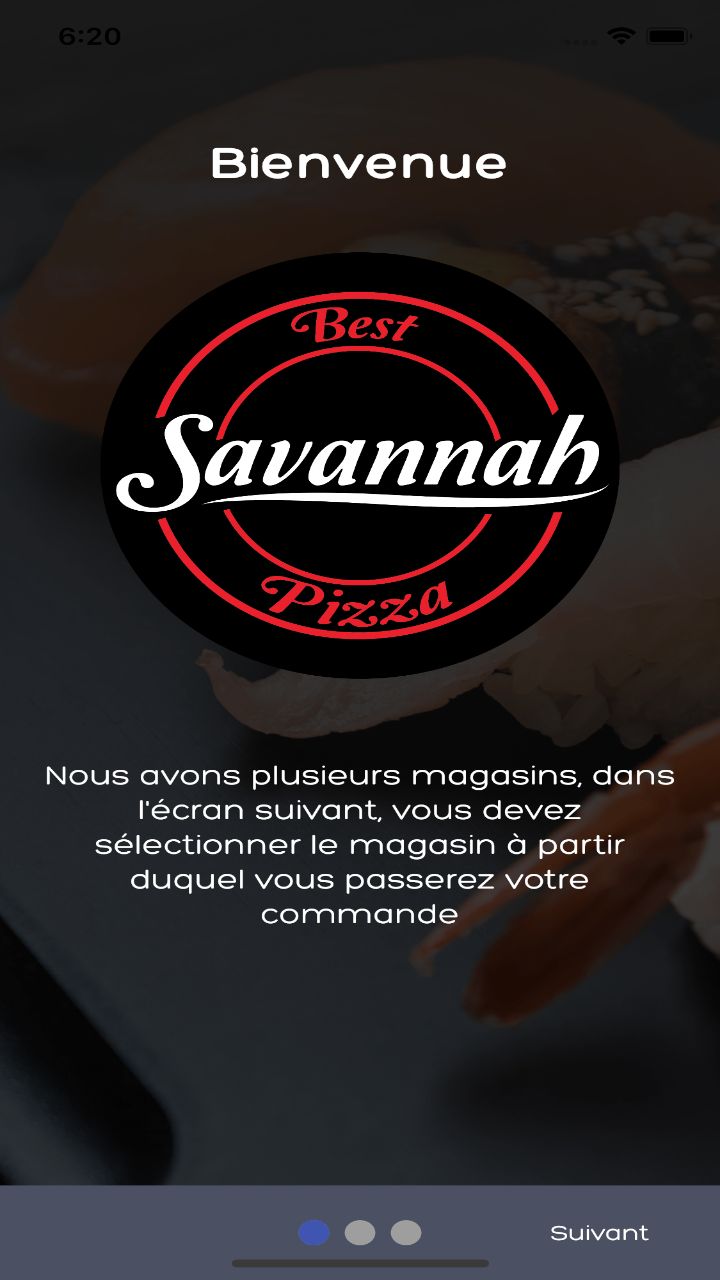 6:20
Bienvenue
Best
Savannah
Pizza
Nous avons plusieurs magasins, dans
l'écran suivant, vous devez
sélectionner le magasin à partir
duquel vous passerez votre
commande
Suivant